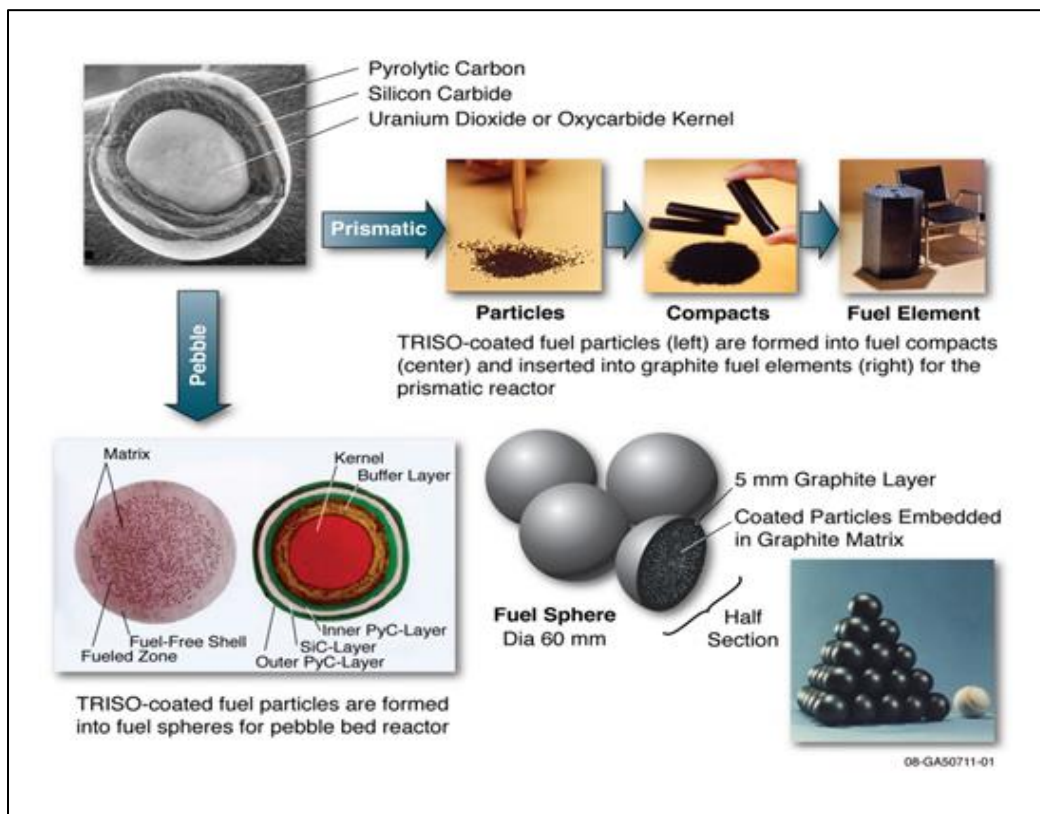 Pyrolytic Carbon
Silicon Carbide
Uranium Dioxide or Oxycarbide Kernel
Prismatic
Particles
Compacts
Fuel Element
TRISO-coated fuel particles (left) are formed into fuel compacts
(center) and inserted into graphite fuel elements (right) for the
prismatic reactor
Pebble
Matrix
Kernel
Buffer Layer
Fuel-Free Shell
Fueled Zone
Inner PyC-Layer
SiC-Layer
Outer PyC-Layer
TRISO-coated fuel particles are formed
into fuel spheres for pebble bed reactor
5 mm Graphite Layer
Coated Particles Embedded
in Graphite Matrix
Fuel Sphere
Dia 60 mm
Half
Section
08-GA50711-01